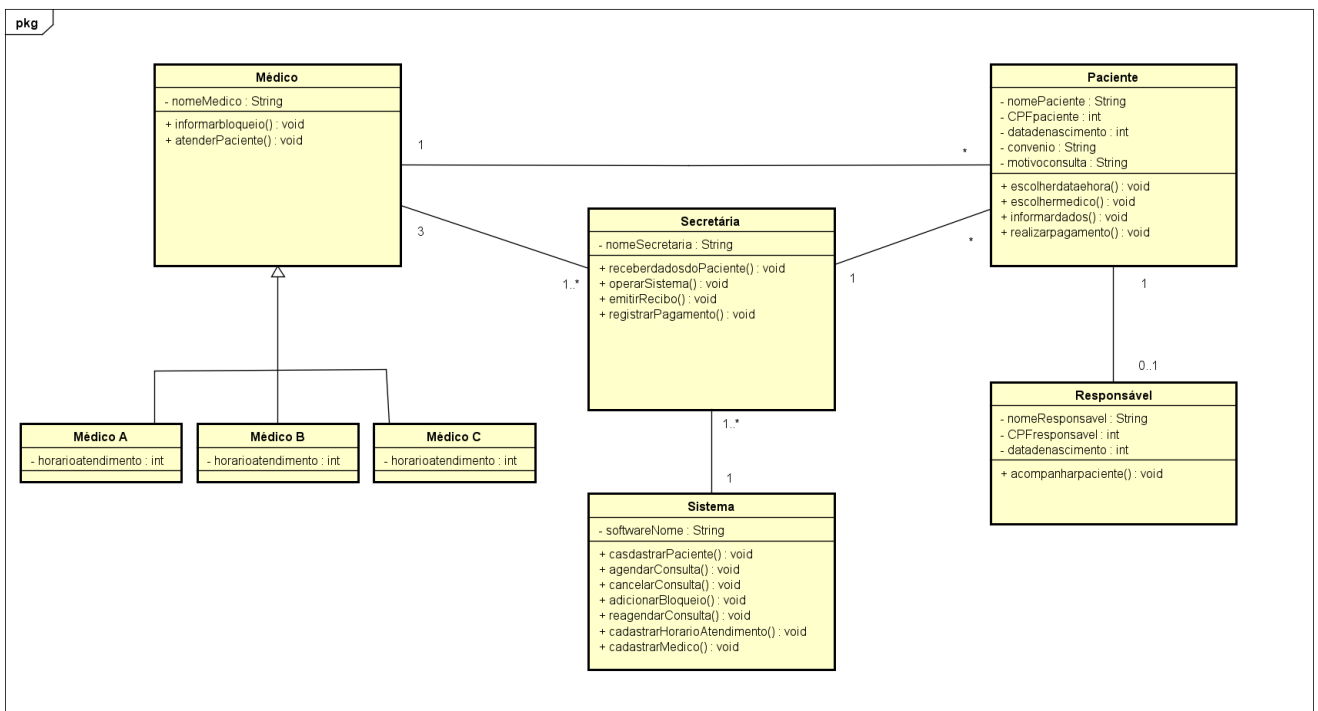 pkg
Médico
- nomeMedico : String
+ informarbloqueio() : void
+ atenderPaciente() : void
1
*
3
1..*
Paciente
- nomePaciente : String
- CPFpaciente : int
- datadenascimento : int
- convenio : String
- motivoconsulta : String
+ escolherdataehora() : void
+ escolhermedico() : void
+ informardados() : void
+ realizarpagamento() : void
Secretária
- nomeSecretaria : String
+ receberdadosdoPaciente() : void
+ operarSistema() : void
+ emitirRecibo() : void
+ registrarPagamento() : void
*
1
1
0..1
Médico A
- horarioatendimento : int
Médico B
- horarioatendimento : int
Médico C
- horarioatendimento : int
1..*
1
Responsável
- nomeResponsavel : String
- CPFresponsavel : int
- datadenascimento : int
+ acompanharpaciente() : void
Sistema
- softwareNome : String
+ casdastrarPaciente() : void
+ agendarConsulta() : void
+ cancelarConsulta() : void
+ adicionarBloqueio() : void
+ reagendarConsulta() : void
+ cadastrarHorarioAtendimento() : void
+ cadastrarMedico() : void